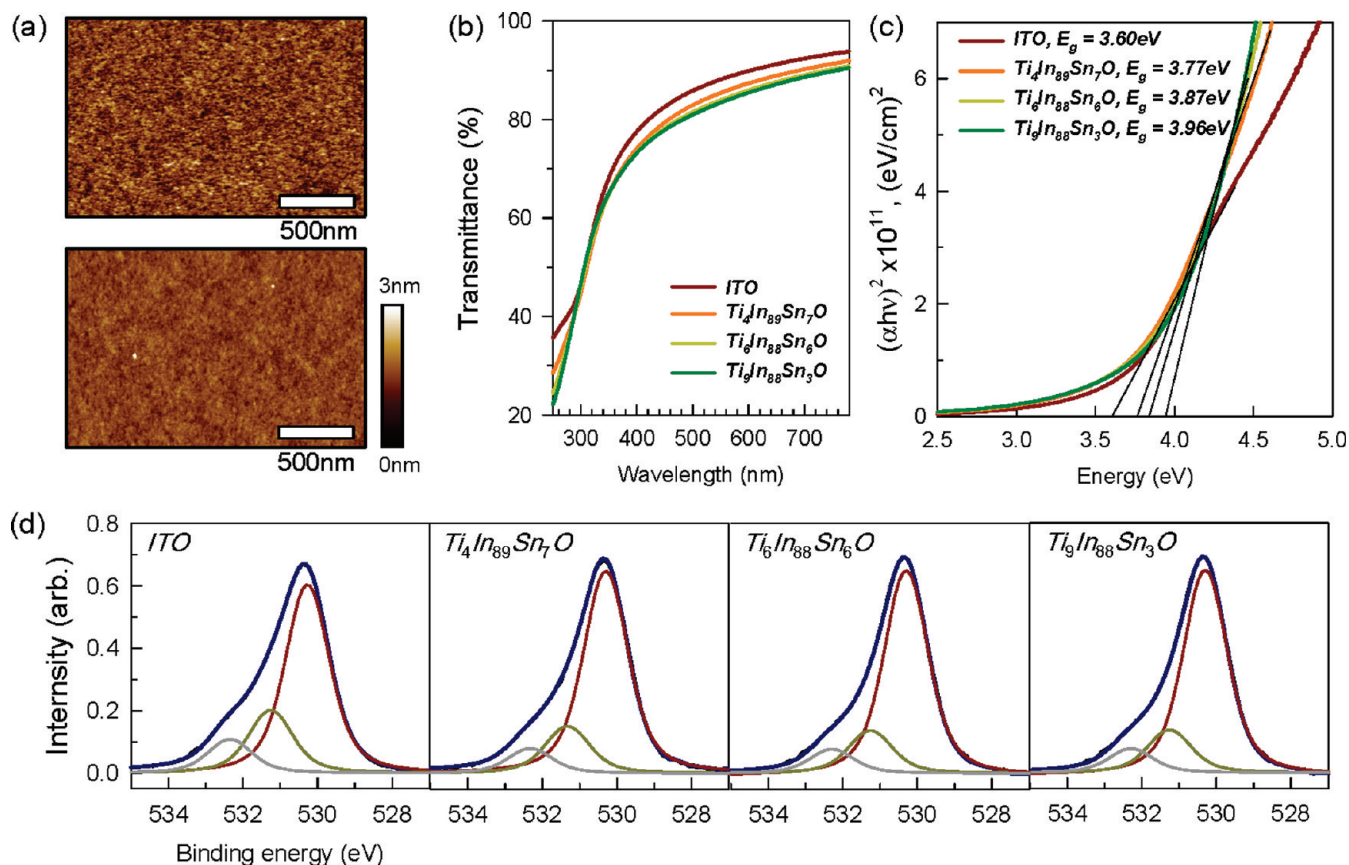 (a)
500nm
3nm
500nm
0nm
(b)
100
80
60
40
20
Transmittance (%)
ITO
Ti₄In₈₉Sn₇O
Ti₆In₈₈Sn₆O
Ti₉In₈₈Sn₃O
300 400 500 600 700
Wavelength (nm)
(c)
ITO, E_g = 3.60eV
Ti₄In₈₉Sn₇O, E_g = 3.77eV
Ti₆In₈₈Sn₆O, E_g = 3.87eV
Ti₉In₈₈Sn₃O, E_g = 3.96eV
6
4
2
0
(αhν)² x10¹¹, (eV/cm)²
2.5 3.0 3.5 4.0 4.5 5.0
Energy (eV)
(d)
0.8
0.6
0.4
0.2
0.0
Internsity (arb.)
ITO
Ti₄In₈₉Sn₇O
Ti₆In₈₈Sn₆O
Ti₉In₈₈Sn₃O
534 532 530 528
534 532 530 528
534 532 530 528
534 532 530 528
Binding energy (eV)